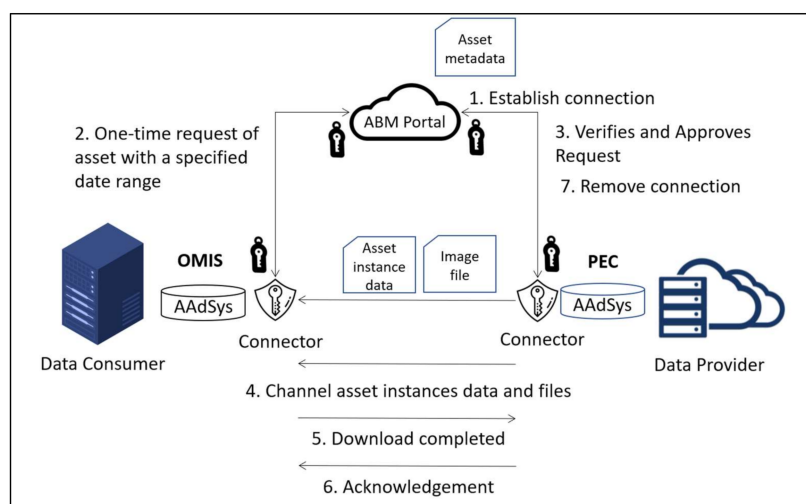 Asset
metadata
1. Establish connection
ABM Portal
2. One-time request of
asset with a specified
date range
3. Verifies and Approves
Request
7. Remove connection
OMIS
Asset
instance
data
Image
file
PEC
AAdSys
AAdSys
Data Consumer
Connector
Connector
Data Provider
4. Channel asset instances data and files
5. Download completed
6. Acknowledgement